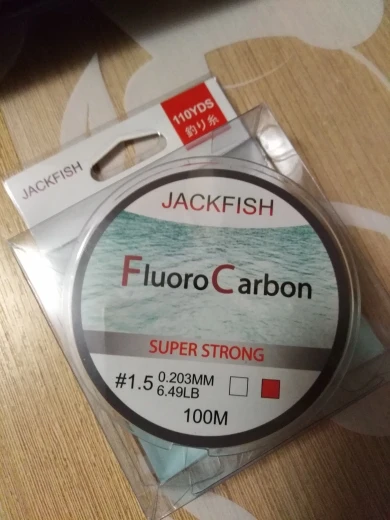 110YDS
釣り糸
JACKFISH
JACKFISH
FluoroCarbon
SUPER STRONG
#1.5 0.203MM
6.49LB
100M